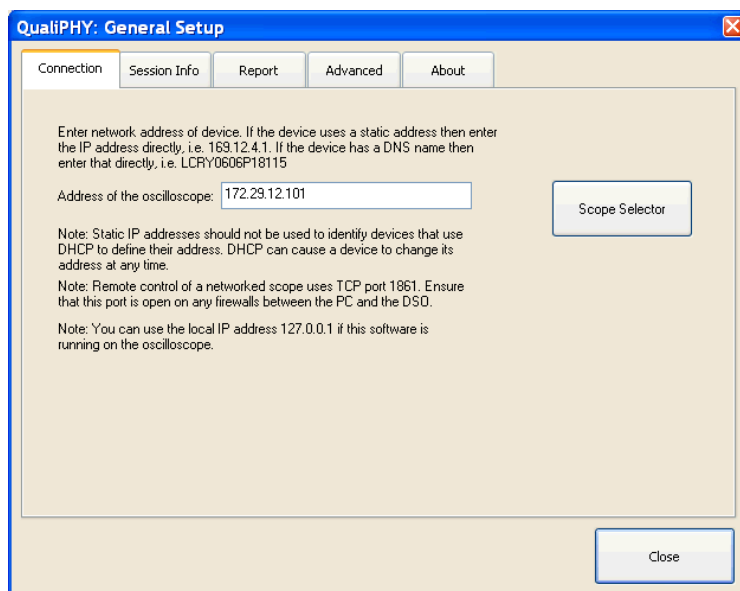 QualiPHY: General Setup
Connection Session Info Report Advanced About
Enter network address of device. If the device uses a static address then enter
the IP address directly, i.e. 169.12.4.1. If the device has a DNS name then
enter that directly, i.e. LCRY0606P18115
Address of the oscilloscope: 172.29.12.101
Scope Selector
Note: Static IP addresses should not be used to identify devices that use
DHCP to define their address. DHCP can cause a device to change its
address at any time.
Note: Remote control of a networked scope uses TCP port 1861. Ensure
that this port is open on any firewalls between the PC and the DSO.
Note: You can use the local IP address 127.0.0.1 if this software is
running on the oscilloscope.
Close